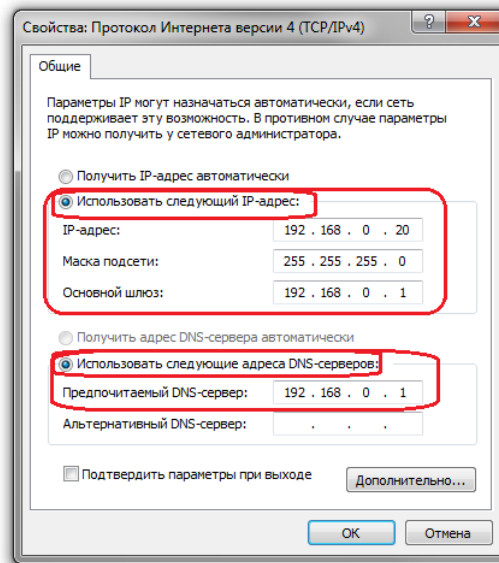 Свойства: Протокол Интернета версии 4 (TCP/IPv4)
Общие
Параметры IP могут назначаться автоматически, если сеть
поддерживает эту возможность. В противном случае параметры
IP можно получить у сетевого администратора.
Получить IP-адрес автоматически
Использовать следующий IP-адрес:
IP-адрес: 192 . 168 . 0 . 20
Маска подсети: 255 . 255 . 255 . 0
Основной шлюз: 192 . 168 . 0 . 1
Получить адрес DNS-сервера автоматически
Использовать следующие адреса DNS-серверов:
Предпочитаемый DNS-сервер: 192 . 168 . 0 . 1
Альтернативный DNS-сервер: . . .
Подтвердить параметры при выходе
Дополнительно...
ОК Отмена